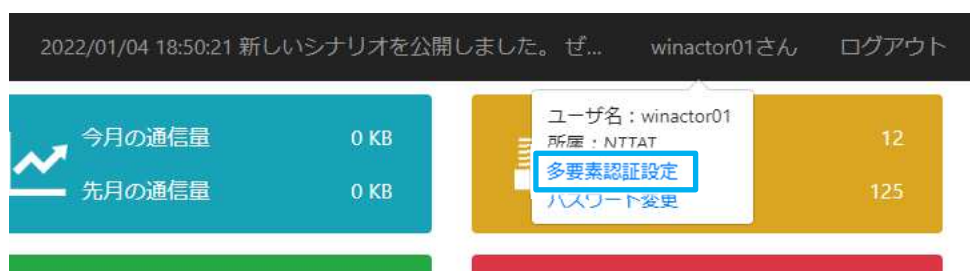 2022/01/04 18:50:21 新しいシナリオを公開しました。 ぜ... winactor01さん ログアウト
今月の通信量 0 KB
先月の通信量 0 KB
ユーザ名：winactor01
所属：NTTAT
多要素認証設定
パスワード変更
12
125